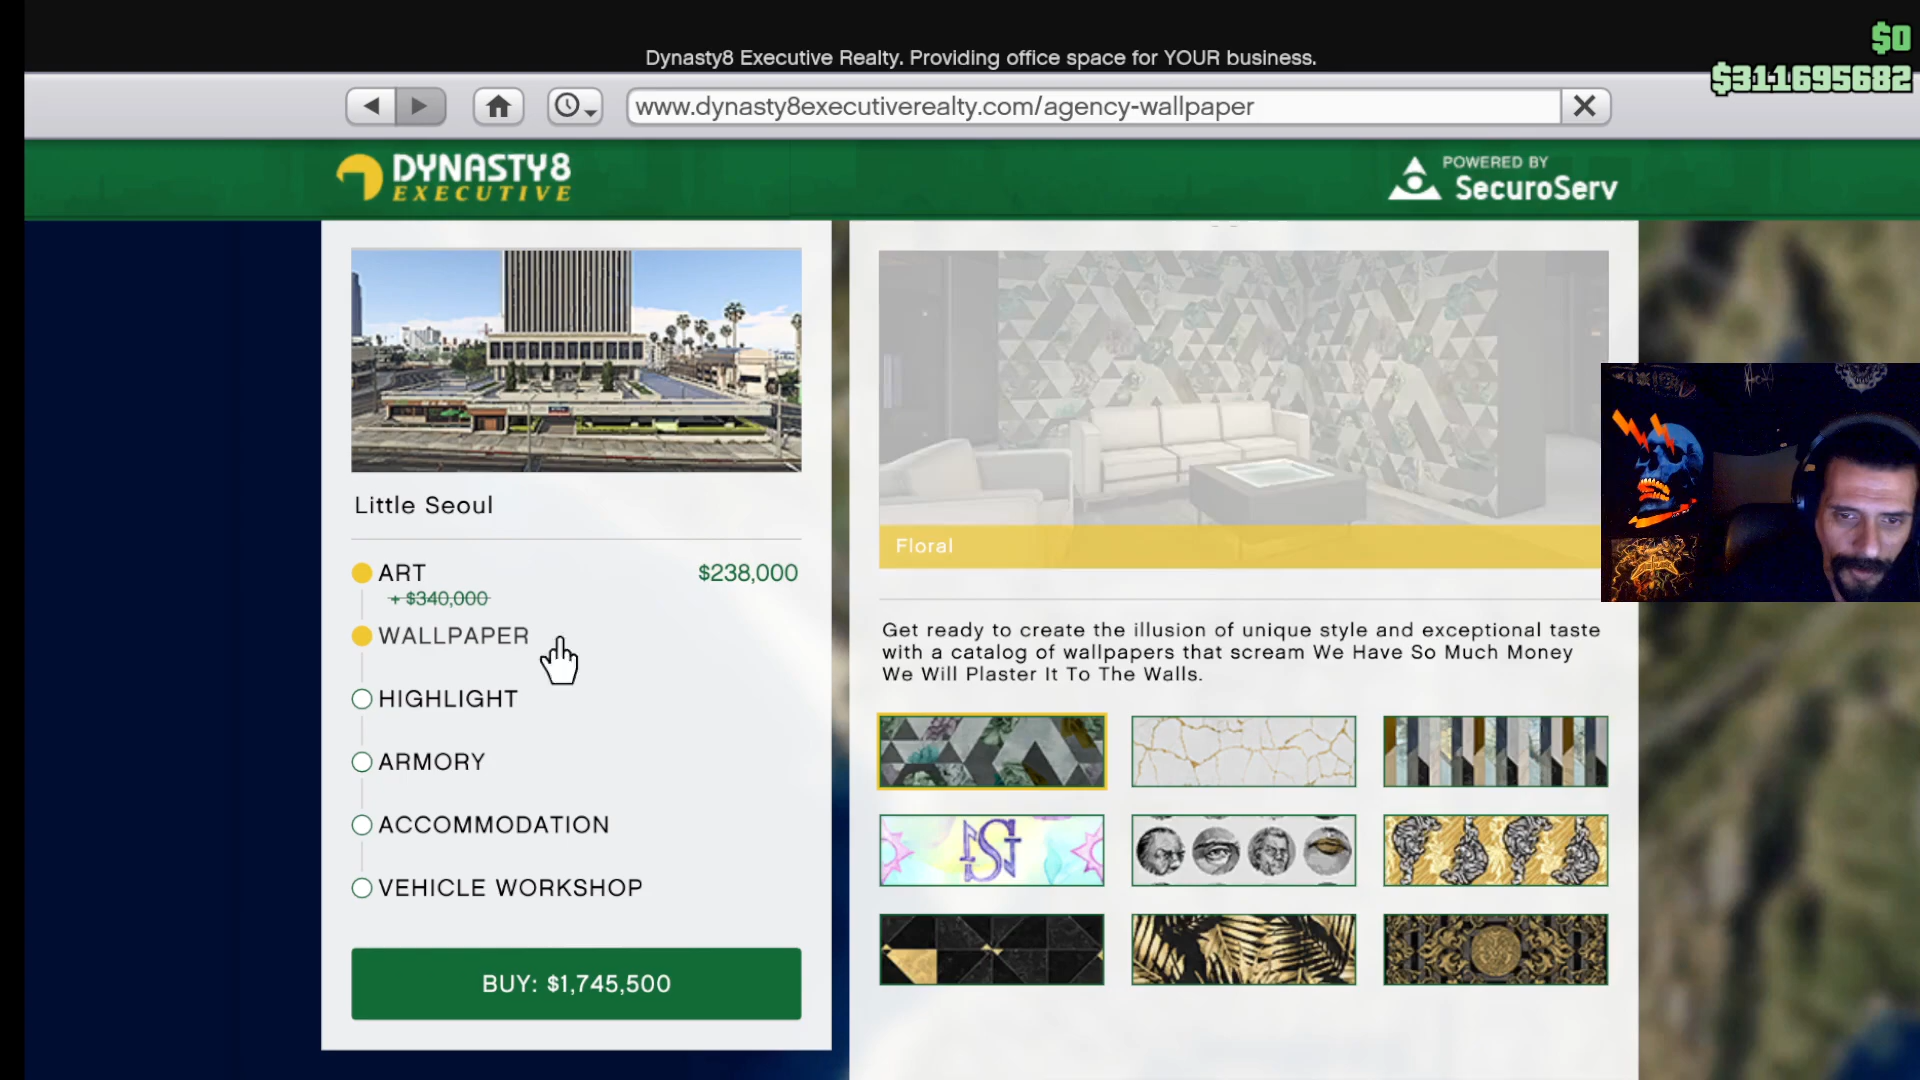 Dynasty8 Executive Realty. Providing office space for YOUR business.
$0
$311695682
www.dynasty8executiverealty.com/agency-wallpaper
DYNASTY8
EXECUTIVE
POWERED BY
SecuroServ
Little Seoul
ART $238,000
+ $340,000
WALLPAPER
HIGHLIGHT
ARMORY
ACCOMMODATION
VEHICLE WORKSHOP
BUY: $1,745,500
Floral
Get ready to create the illusion of unique style and exceptional taste
with a catalog of wallpapers that scream We Have So Much Money
We Will Plaster It To The Walls.